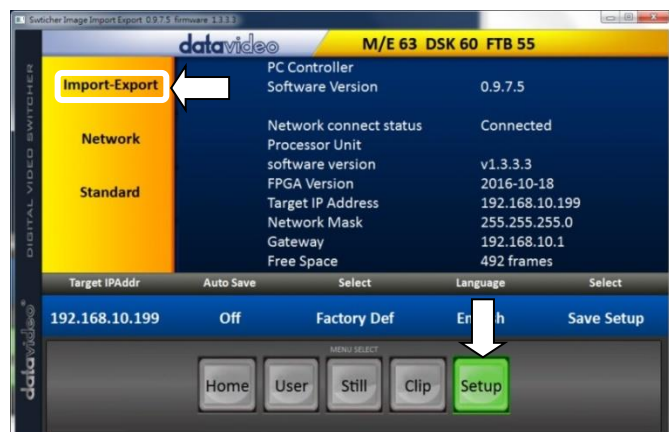 Swticher Image Import Export 0.9.7.5 firmware 1.3.3.3
datavideo M/E 63 DSK 60 FTB 55
DIGITAL VIDEO SWITCHER
Import-Export
Network
Standard
PC Controller
Software Version 0.9.7.5
Network connect status Connected
Processor Unit
software version v1.3.3.3
FPGA Version 2016-10-18
Target IP Address 192.168.10.199
Network Mask 255.255.255.0
Gateway 192.168.10.1
Free Space 492 frames
Target IPAddr Auto Save Select Language Select
192.168.10.199 Off Factory Def Save Setup
datavideo
MENU SELECT
Home User Still Clip Setup